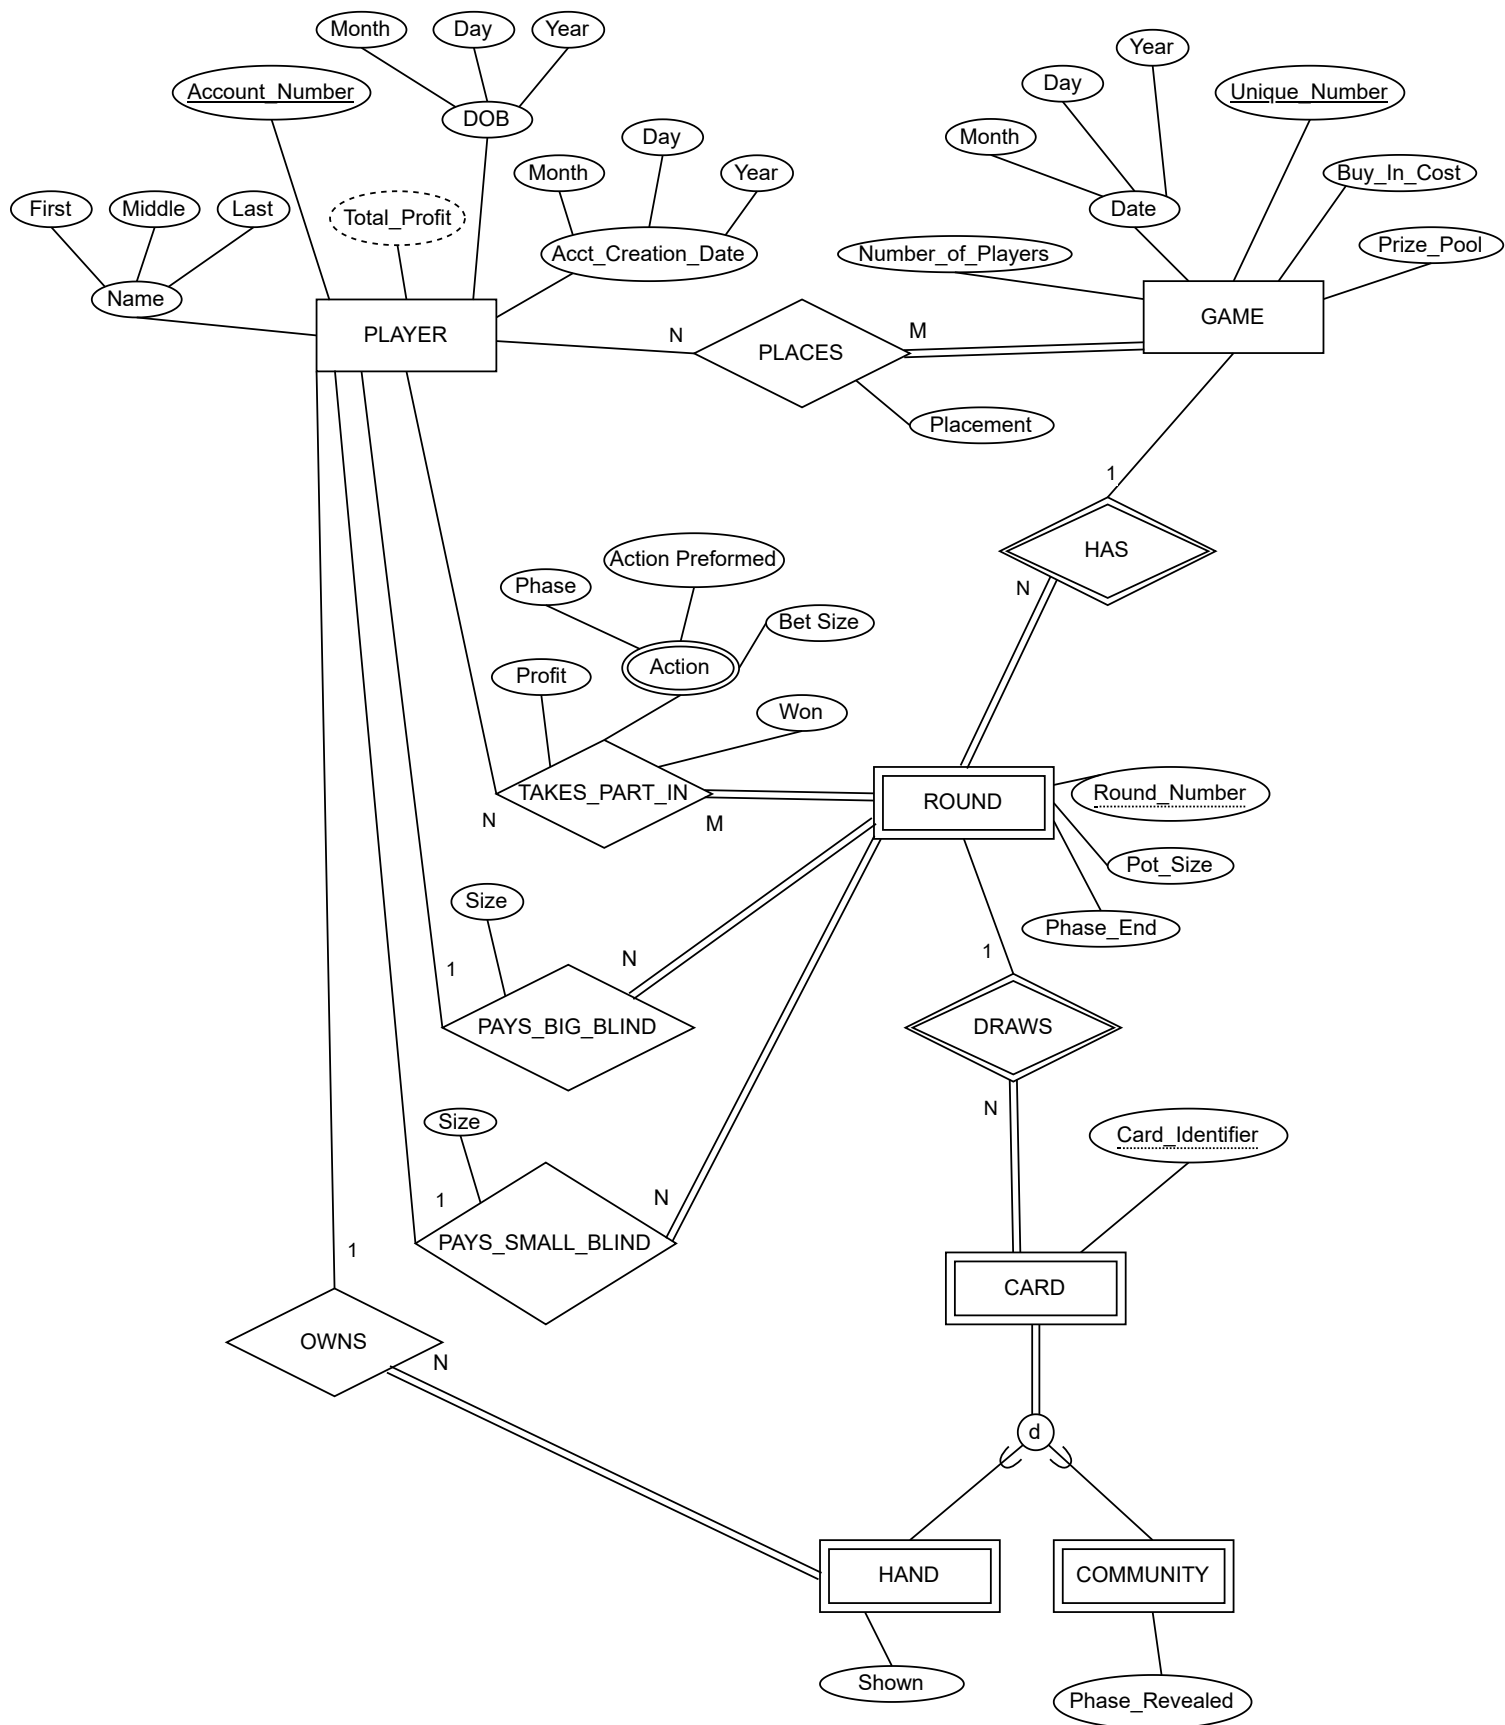 Month
Day
Year
Account_Number
DOB
Year
Day
Unique_Number
Month
Day
Month
Year
Buy_In_Cost
First
Middle
Last
Total_Profit
Acct_Creation_Date
Date
Number_of_Players
Prize_Pool
Name
PLAYER
N
PLACES
M
GAME
Placement
1
HAS
N
Action Preformed
Phase
Bet Size
Action
Profit
Won
TAKES_PART_IN
N
M
ROUND
Round_Number
Pot_Size
Phase_End
Size
1
N
PAYS_BIG_BLIND
1
DRAWS
N
Size
Card_Identifier
1
N
PAYS_SMALL_BLIND
1
CARD
OWNS
N
d
HAND
COMMUNITY
Shown
Phase_Revealed